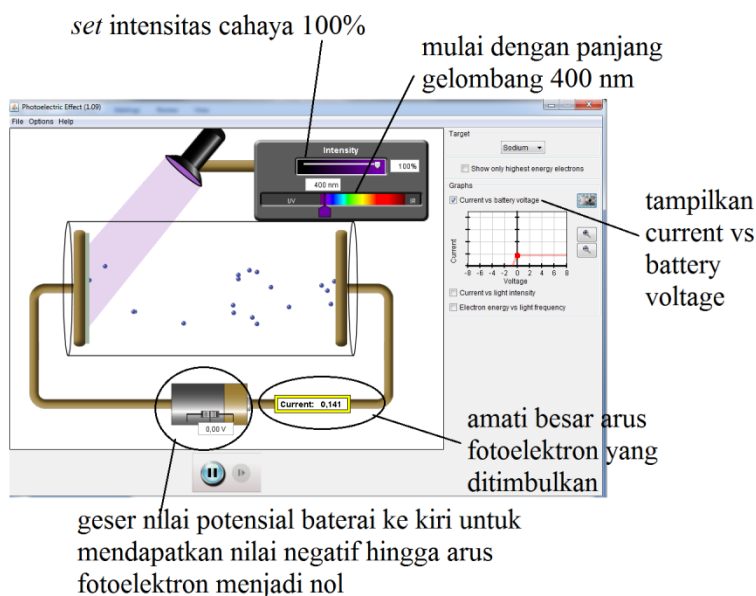 set intensitas cahaya 100%
mulai dengan panjang
gelombang 400 nm
Photoelectric Effect (1.09)
File Options Help
Intensity
100%
400 nm
UV
IR
Target
Sodium
Show only highest energy electrons
Graphs
Current vs battery voltage
Current
-8 -6 -4 -2 0 2 4 6 8
Voltage
Current vs light intensity
Electron energy vs light frequency
tampilkan
current vs
battery
voltage
0,00 V
Current: 0,141
amati besar arus
fotoelektron yang
ditimbulkan
geser nilai potensial baterai ke kiri untuk
mendapatkan nilai negatif hingga arus
fotoelektron menjadi nol